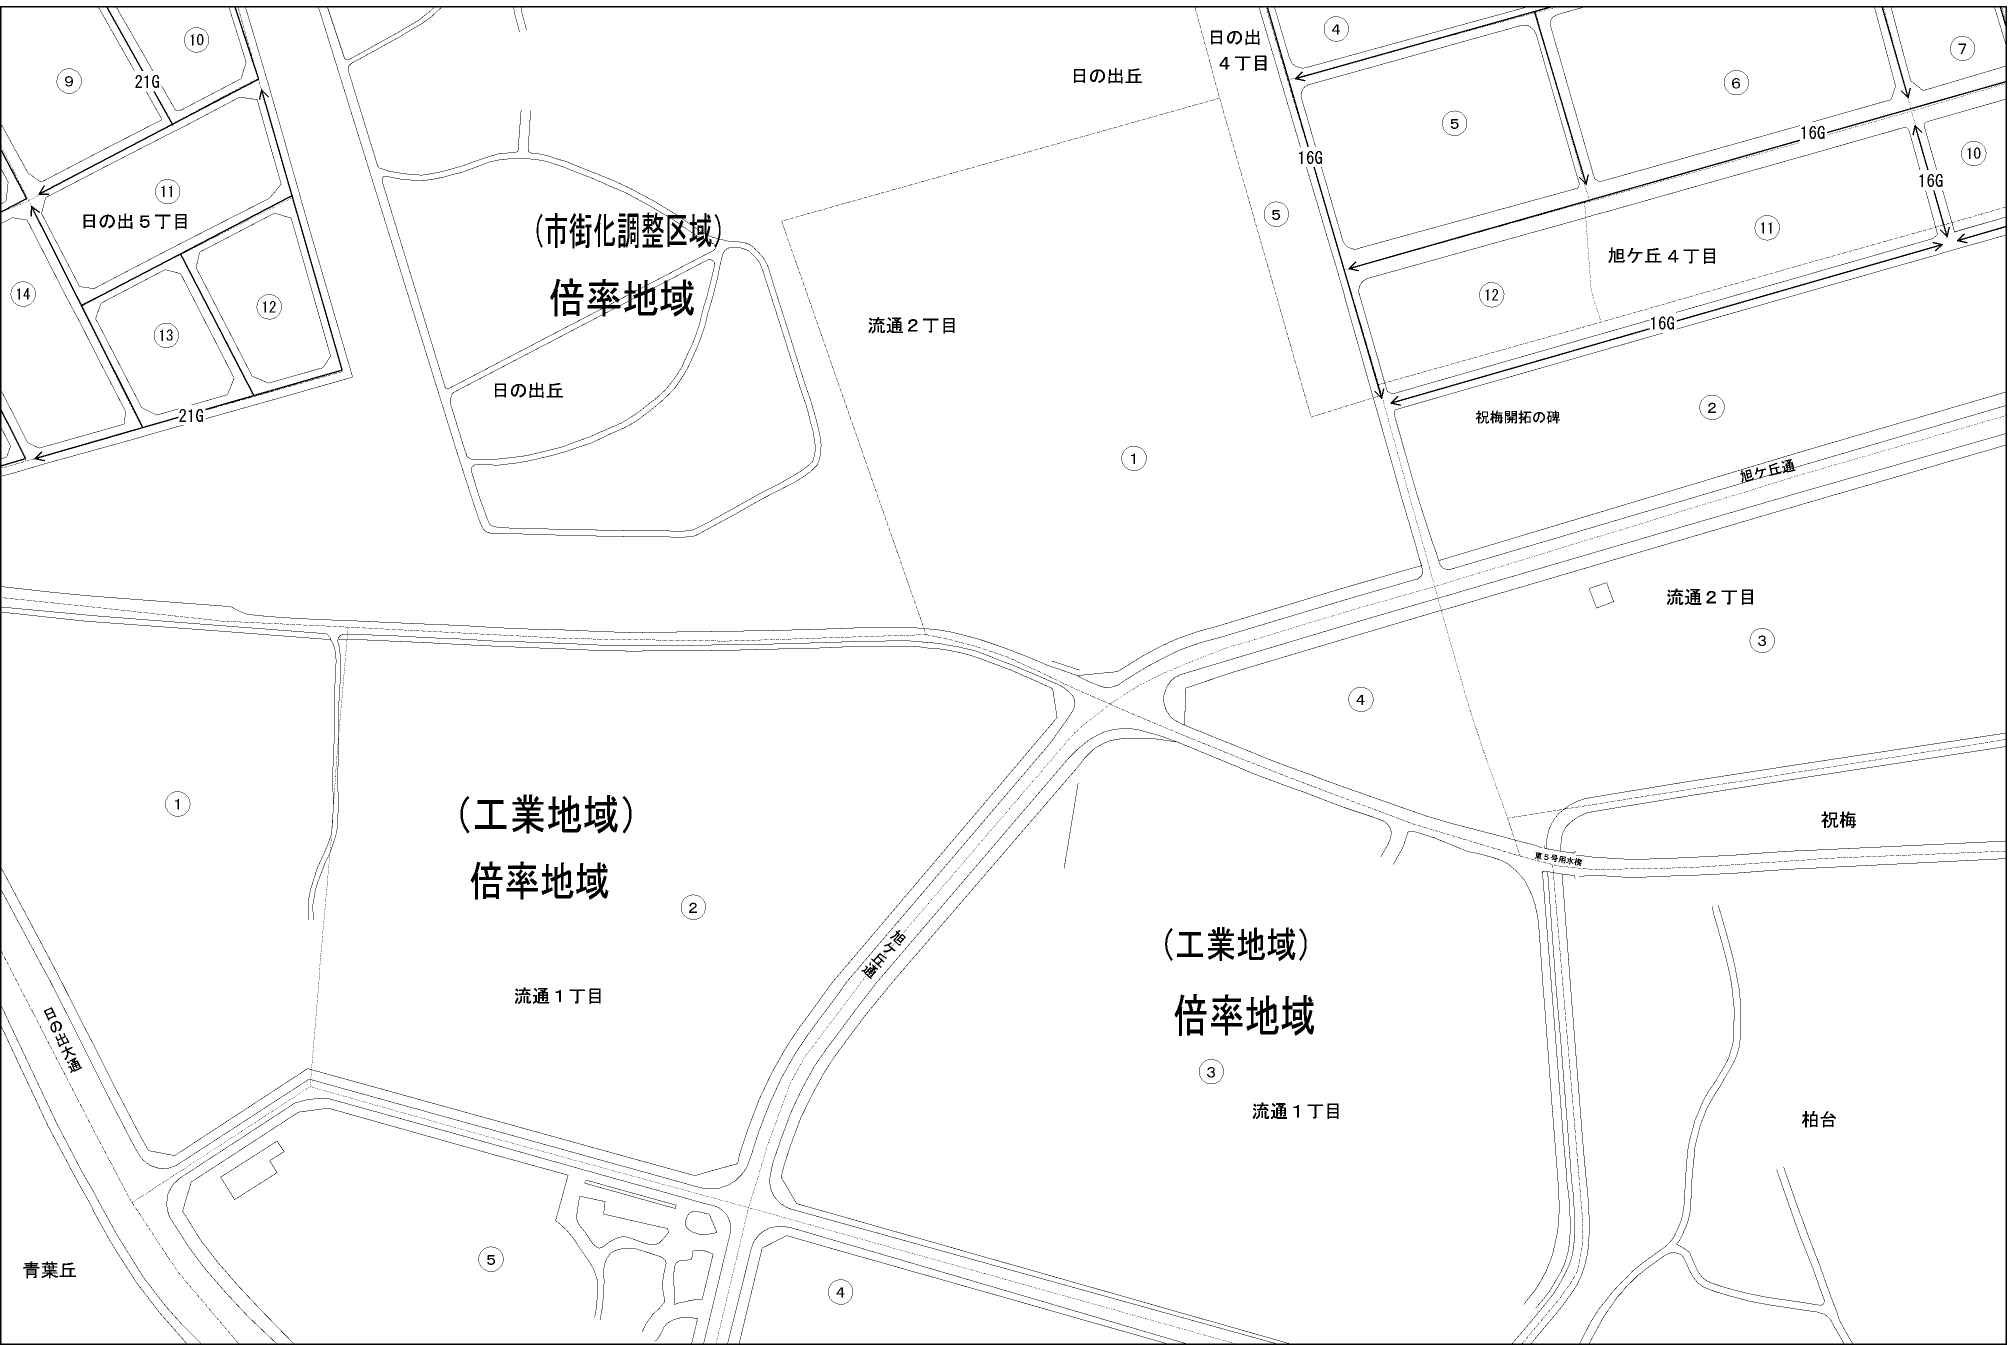 ⑩
⑨
21G
⑪
日の出５丁目
⑭
⑫
⑬
21G
日の出丘
日の出
４丁目
④
⑦
⑥
⑤
16G
16G
⑩
16G
⑤
（市街化調整区域）
倍率地域
⑪
旭ケ丘４丁目
⑫
16G
流通２丁目
日の出丘
祝梅開拓の碑
②
①
旭ケ丘通
流通２丁目
③
④
①
（工業地域）
倍率地域
②
祝梅
東５号用水橋
旭ケ丘通
（工業地域）
倍率地域
流通１丁目
日の出大通
③
流通１丁目
柏台
青葉丘
⑤
④